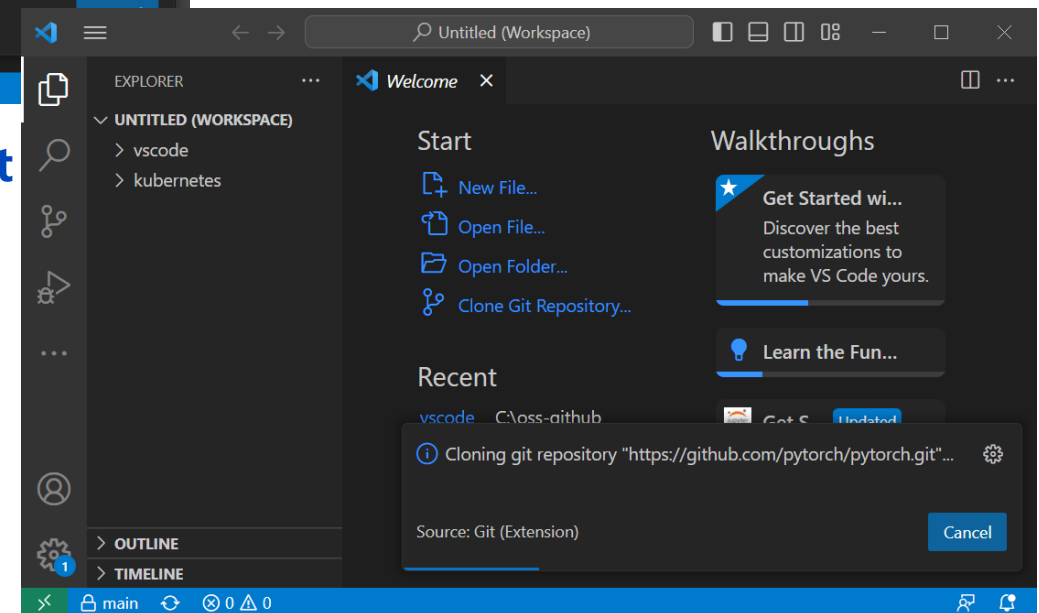 Untitled (Workspace)
EXPLORER
Welcome
t
UNTITLED (WORKSPACE)
vscode
kubernetes
Start
New File...
Open File...
Open Folder...
Clone Git Repository...
Recent
vscode C:\oss-github
Walkthroughs
Get Started wi...
Discover the best
customizations to
make VS Code yours.
Learn the Fun...
Get S... Updated
Cloning git repository "https://github.com/pytorch/pytorch.git"...
Source: Git (Extension)
Cancel
OUTLINE
TIMELINE
1
main 0 0